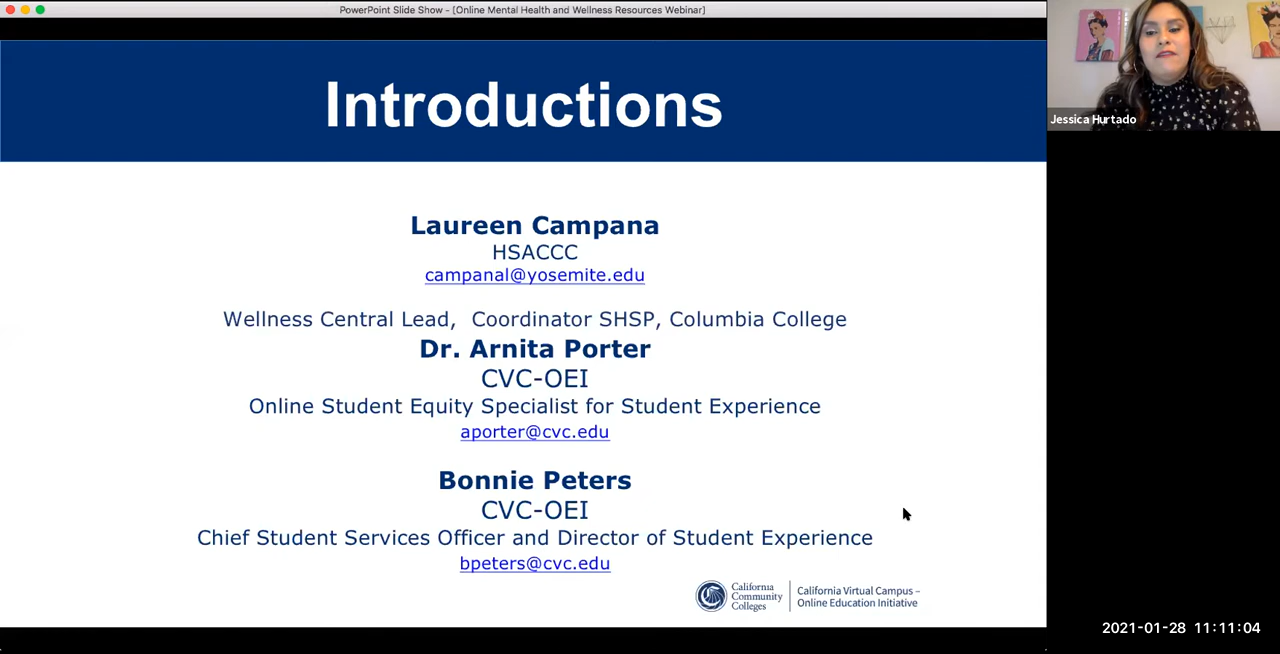 PowerPoint Slide Show - [Online Mental Health and Wellness Resources Webinar]
Introductions
Jessica Hurtado
Laureen Campana
HSACCC
campanal@yosemite.edu
Wellness Central Lead,  Coordinator SHSP, Columbia College
Dr. Arnita Porter
CVC-OEI
Online Student Equity Specialist for Student Experience
aporter@cvc.edu
Bonnie Peters
CVC-OEI
Chief Student Services Officer and Director of Student Experience
bpeters@cvc.edu
California
Community
Colleges
California Virtual Campus –
Online Education Initiative
2021-01-28  11:11:04